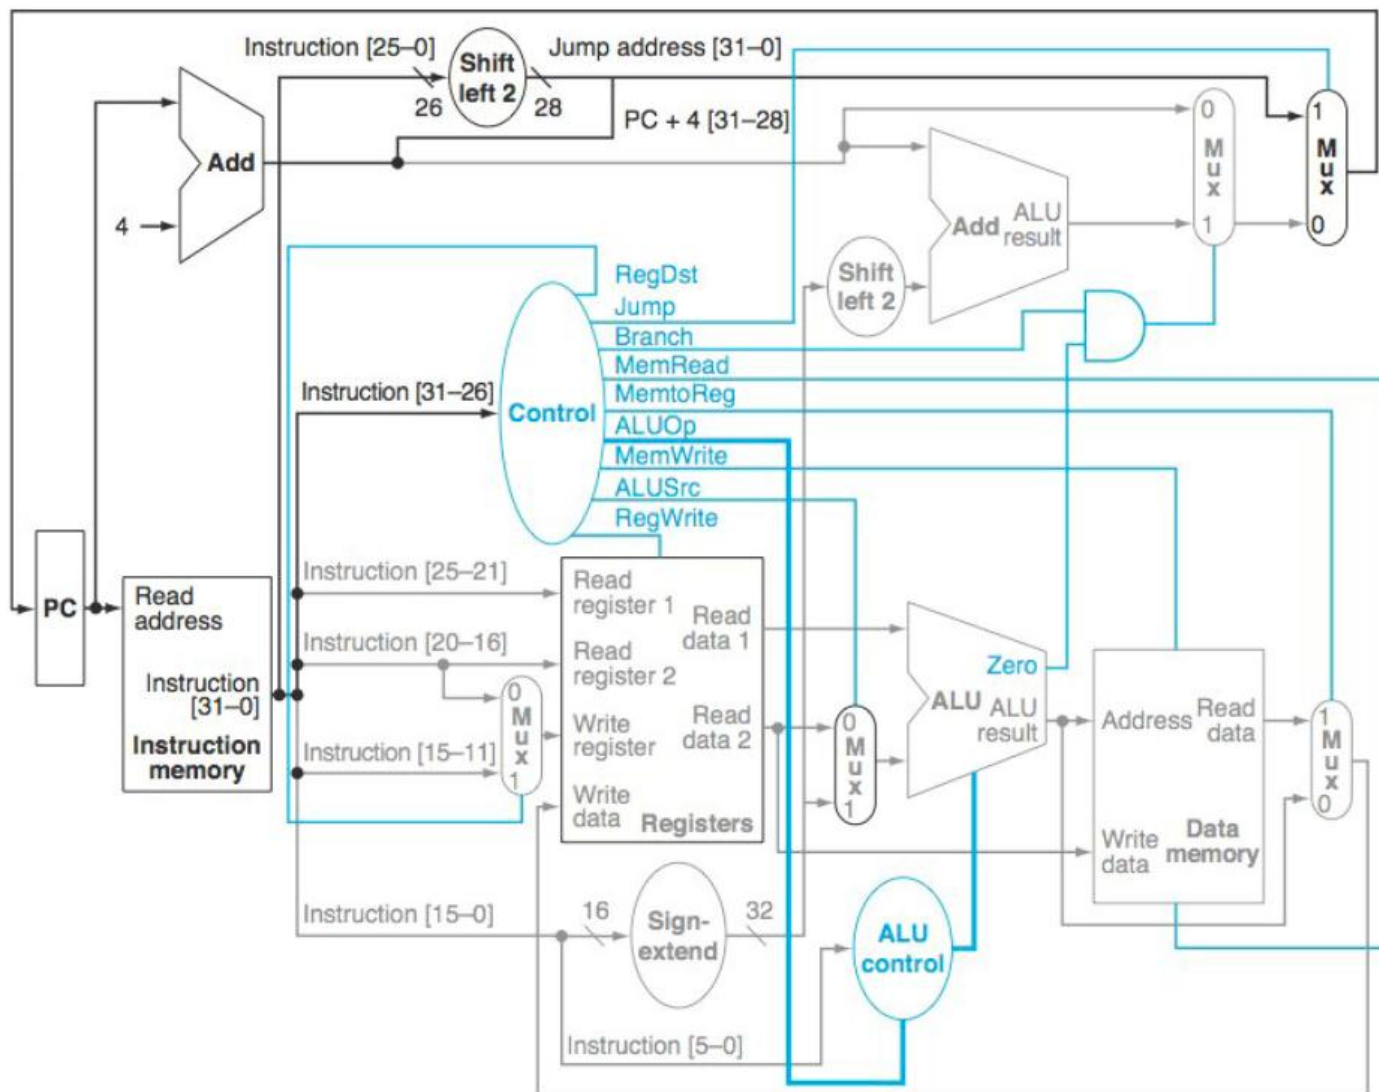 Instruction [25–0]
Shift
left 2
Jump address [31–0]
26
28
PC + 4 [31–28]
Add
4
0
M
u
x
1
1
M
u
x
0
Add
ALU
result
Shift
left 2
RegDst
Jump
Branch
MemRead
MemtoReg
ALUOp
MemWrite
ALUSrc
RegWrite
Instruction [31–26]
Control
PC
Read
address
Instruction
[31–0]
Instruction
memory
Instruction [25–21]
Instruction [20–16]
Instruction [15–11]
0
M
u
x
1
Read
register 1
Read
register 2
Write
register
Write
data
Read
data 1
Read
data 2
Registers
0
M
u
x
1
Zero
ALU
ALU
result
Address
Read
data
Write
data
Data
memory
1
M
u
x
0
Instruction [15–0]
16
Sign-
extend
32
ALU
control
Instruction [5–0]